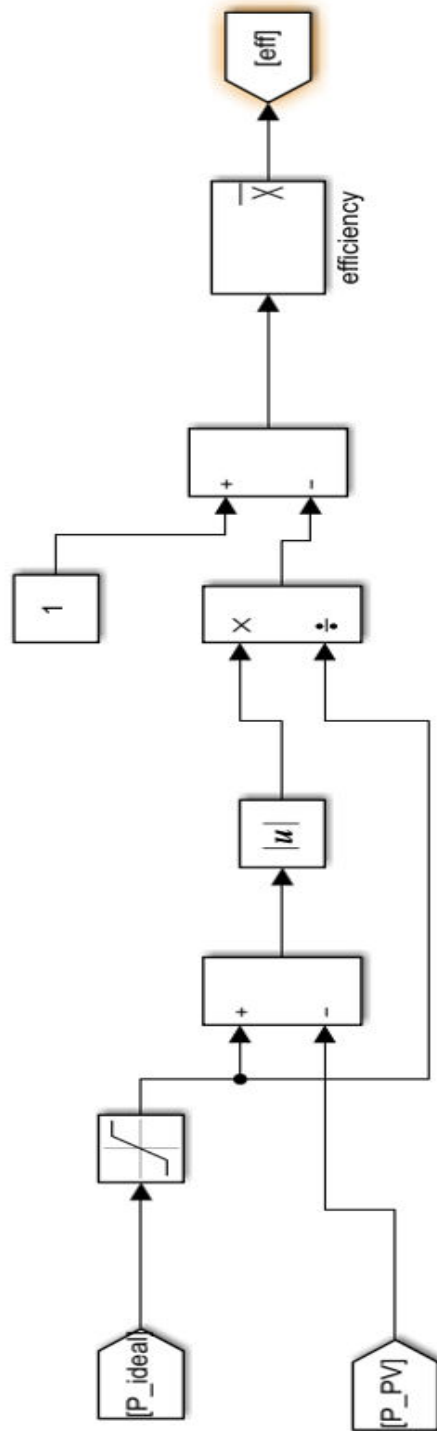 [P_ideal]
[P_PV]
+
-
|u|
×
÷
1
+
-
X
efficiency
[eff]